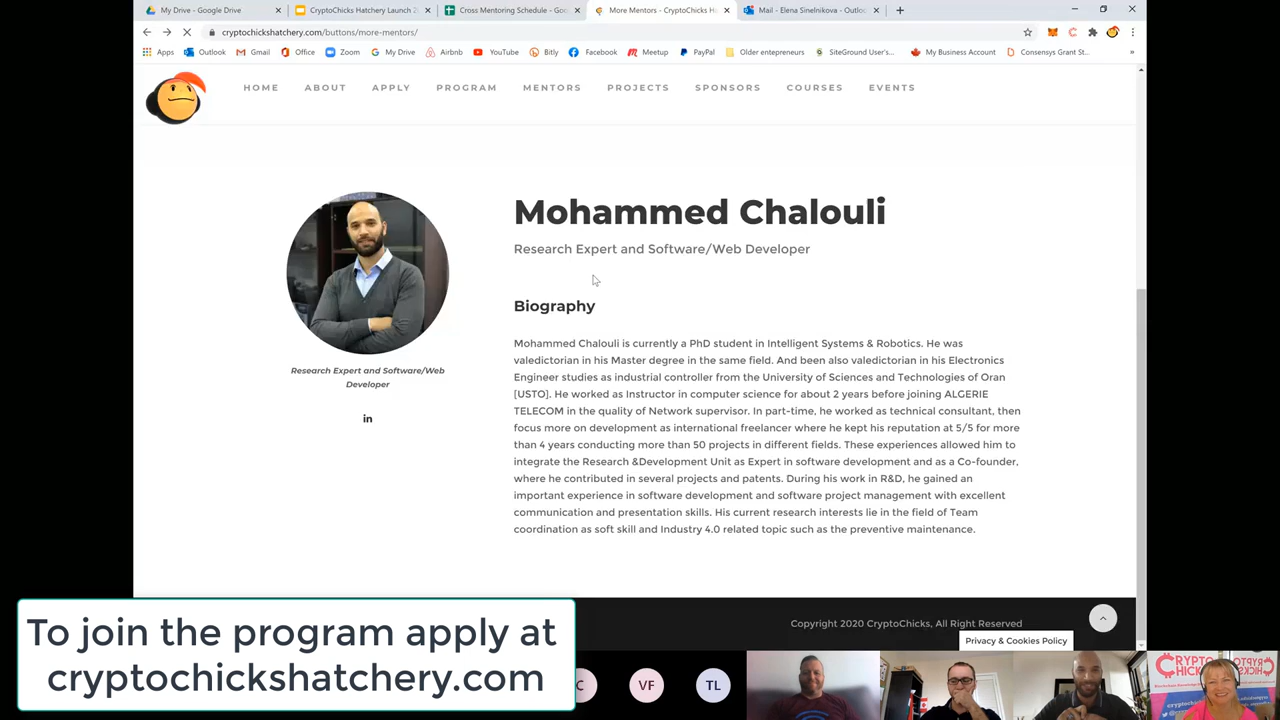 My Drive - Google Drive
CryptoChicks Hatchery Launch 2
Cross Mentoring Schedule - Goo
More Mentors - CryptoChicks H
Mail - Elena Sinelnikova - Outloo
cryptochickshatchery.com/buttons/more-mentors/
Apps Outlook Gmail Office Zoom My Drive Airbnb YouTube Bitly Facebook Meetup PayPal Older entepreneurs SiteGround User's... My Business Account Consensys Grant St...
HOME ABOUT APPLY PROGRAM MENTORS PROJECTS SPONSORS COURSES EVENTS
Mohammed Chalouli
Research Expert and Software/Web Developer
Biography
Mohammed Chalouli is currently a PhD student in Intelligent Systems & Robotics. He was
valedictorian in his Master degree in the same field. And been also valedictorian in his Electronics
Engineer studies as industrial controller from the University of Sciences and Technologies of Oran
[USTO]. He worked as Instructor in computer science for about 2 years before joining ALGERIE
TELECOM in the quality of Network supervisor. In part-time, he worked as technical consultant, then
focus more on development as international freelancer where he kept his reputation at 5/5 for more
than 4 years conducting more than 50 projects in different fields. These experiences allowed him to
integrate the Research &Development Unit as Expert in software development and as a Co-founder,
where he contributed in several projects and patents. During his work in R&D, he gained an
important experience in software development and software project management with excellent
communication and presentation skills. His current research interests lie in the field of Team
coordination as soft skill and Industry 4.0 related topic such as the preventive maintenance.
Research Expert and Software/Web
Developer
in
Copyright 2020 CryptoChicks, All Right Reserved
Privacy & Cookies Policy
To join the program apply at
cryptochickshatchery.com
C
VF
TL